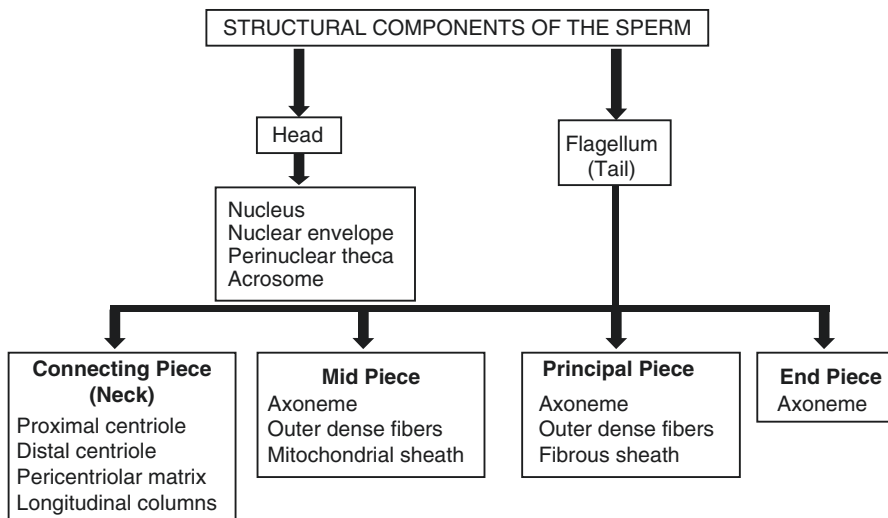 STRUCTURAL COMPONENTS OF THE SPERM
Head
Flagellum
(Tail)
Nucleus
Nuclear envelope
Perinuclear theca
Acrosome
Connecting Piece
(Neck)
Proximal centriole
Distal centriole
Pericentriolar matrix
Longitudinal columns
Mid Piece
Axoneme
Outer dense fibers
Mitochondrial sheath
Principal Piece
Axoneme
Outer dense fibers
Fibrous sheath
End Piece
Axoneme